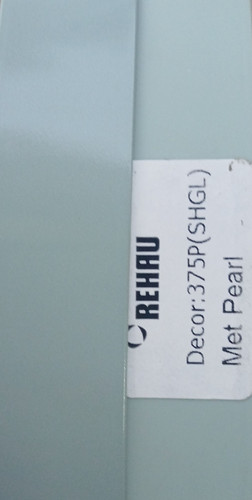 REHAU
Decor:375P(SHGL)
Met Pearl